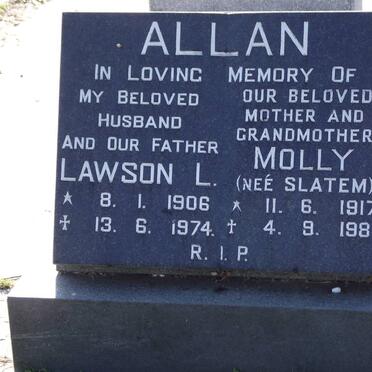 ALLAN
IN LOVING MEMORY OF
MY BELOVED
HUSBAND
AND OUR FATHER
LAWSON L.
* 8. 1. 1906
✝ 13. 6. 1974
OUR BELOVED
MOTHER AND
GRANDMOTHER
MOLLY
(NEÉ SLATEM)
* 11. 6. 1917
✝ 4. 9. 198
R. I. P.